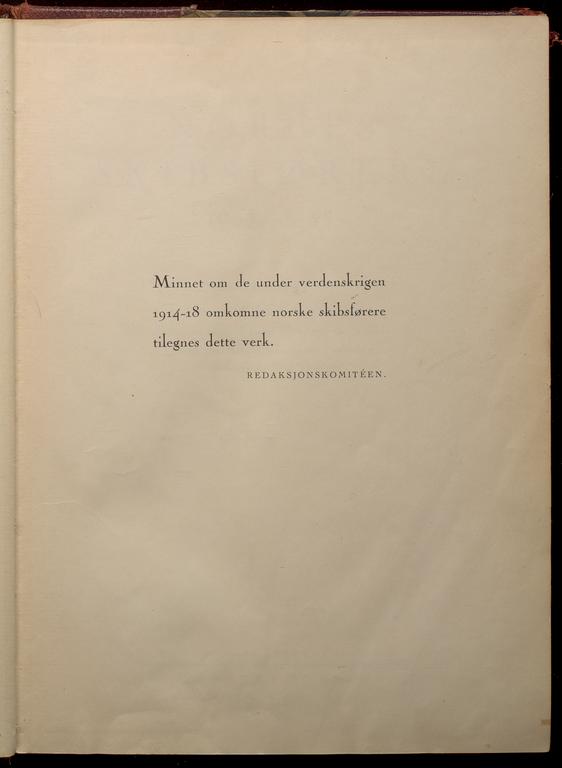 Minnet om de under verdenskrigen
1914-18 omkomne norske skibsførere
tilegnes dette verk.
REDAKSJONSKOMITÉEN.